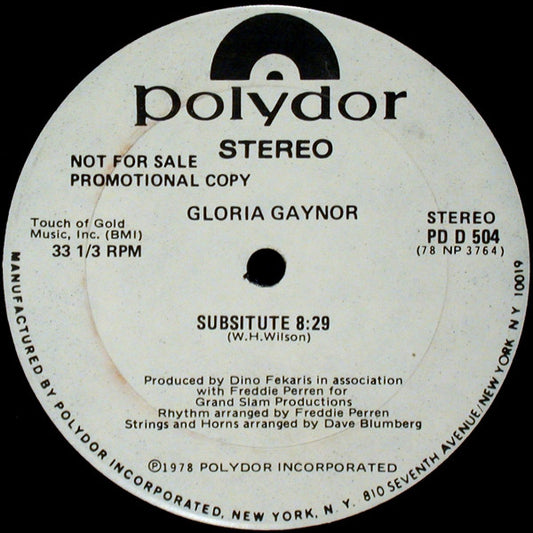 polydor
STEREO
NOT FOR SALE
PROMOTIONAL COPY
GLORIA GAYNOR
Touch of Gold
Music, Inc. (BMI)
33 1/3 RPM
STEREO
PD D 504
(78 NP 3764)
SUBSITUTE 8:29
(W.H.Wilson)
Produced by Dino Fekaris in association
with Freddie Perren for
Grand Slam Productions
Rhythm arranged by Freddie Perren
Strings and Horns arranged by Dave Blumberg
Ⓟ1978 POLYDOR INCORPORATED
MANUFACTURED BY POLYDOR INCORPORATED, NEW YORK, N. Y. 810 SEVENTH AVENUE/NEW YORK NY 10019